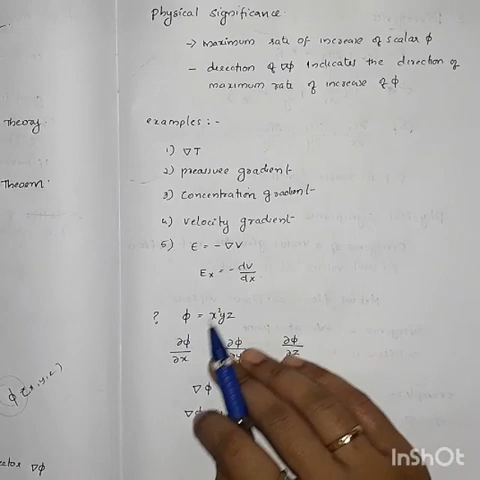 Physical significance
→ maximum rate of increase of scalar ϕ
- direction of ∇ϕ indicates the direction of
maximum rate of increase of ϕ
Theory
Theorem
examples :-
1) ∇T
2) pressure gradient
3) concentration gradient
4) velocity gradient
5) E = -∇V
Ex = - dv/dx
? ϕ = x²yz
∂ϕ/∂x ∂ϕ ∂ϕ/∂z
∇ϕ
ϕ
∇ϕ
InShOt